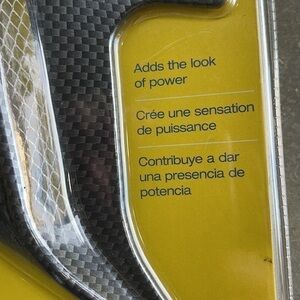 Adds the look
of power
Crée une sensation
de puissance
Contribuye a dar
una presencia de
potencia